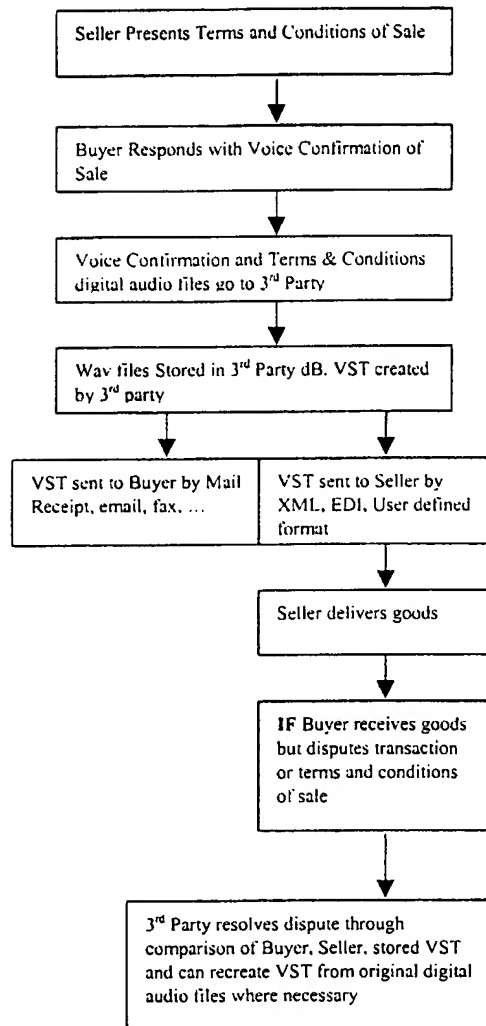 Seller Presents Terms and Conditions of Sale
Buyer Responds with Voice Confirmation of
Sale
Voice Confirmation and Terms & Conditions
digital audio files go to 3rd Party
Wav files Stored in 3rd Party dB. VST created
by 3rd party
VST sent to Buyer by Mail
Receipt, email, fax, ...
VST sent to Seller by
XML, EDI, User defined
format
Seller delivers goods
IF Buyer receives goods
but disputes transaction
or terms and conditions
of sale
3rd Party resolves dispute through
comparison of Buyer, Seller, stored VST
and can recreate VST from original digital
audio files where necessary